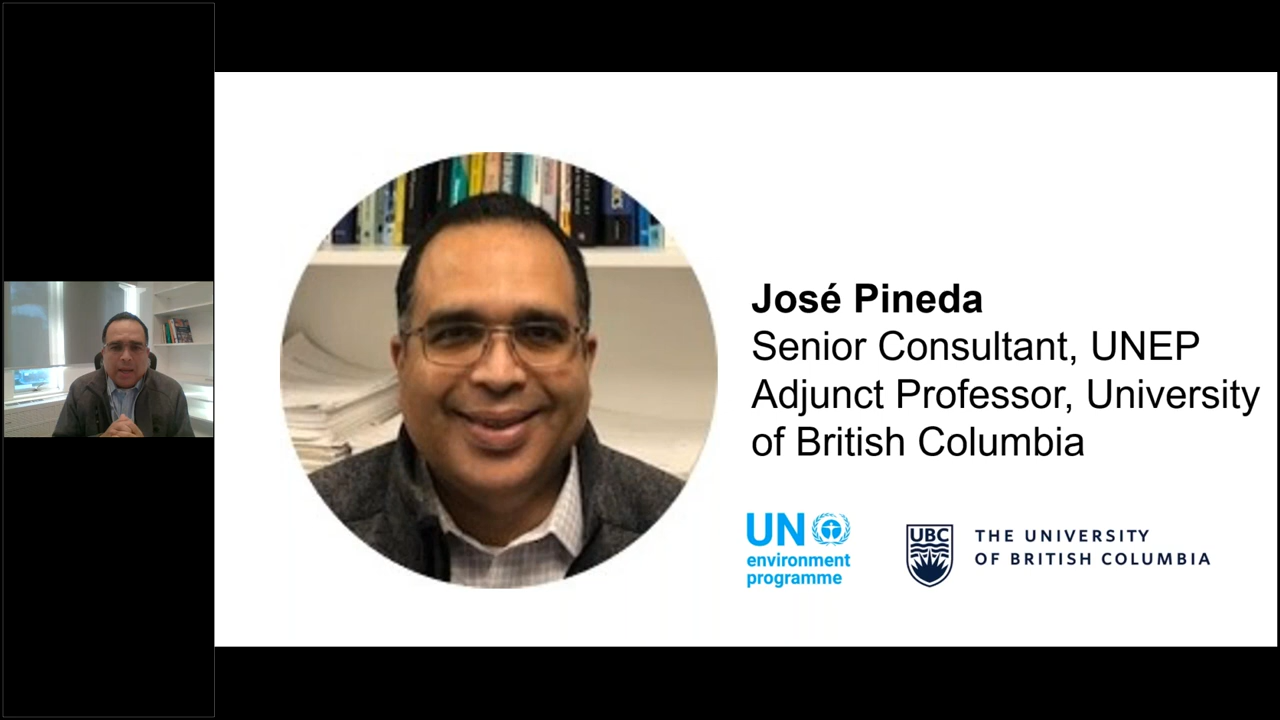 José Pineda
Senior Consultant, UNEP
Adjunct Professor, University
of British Columbia
UN
environment
programme
UBC
THE UNIVERSITY
OF BRITISH COLUMBIA